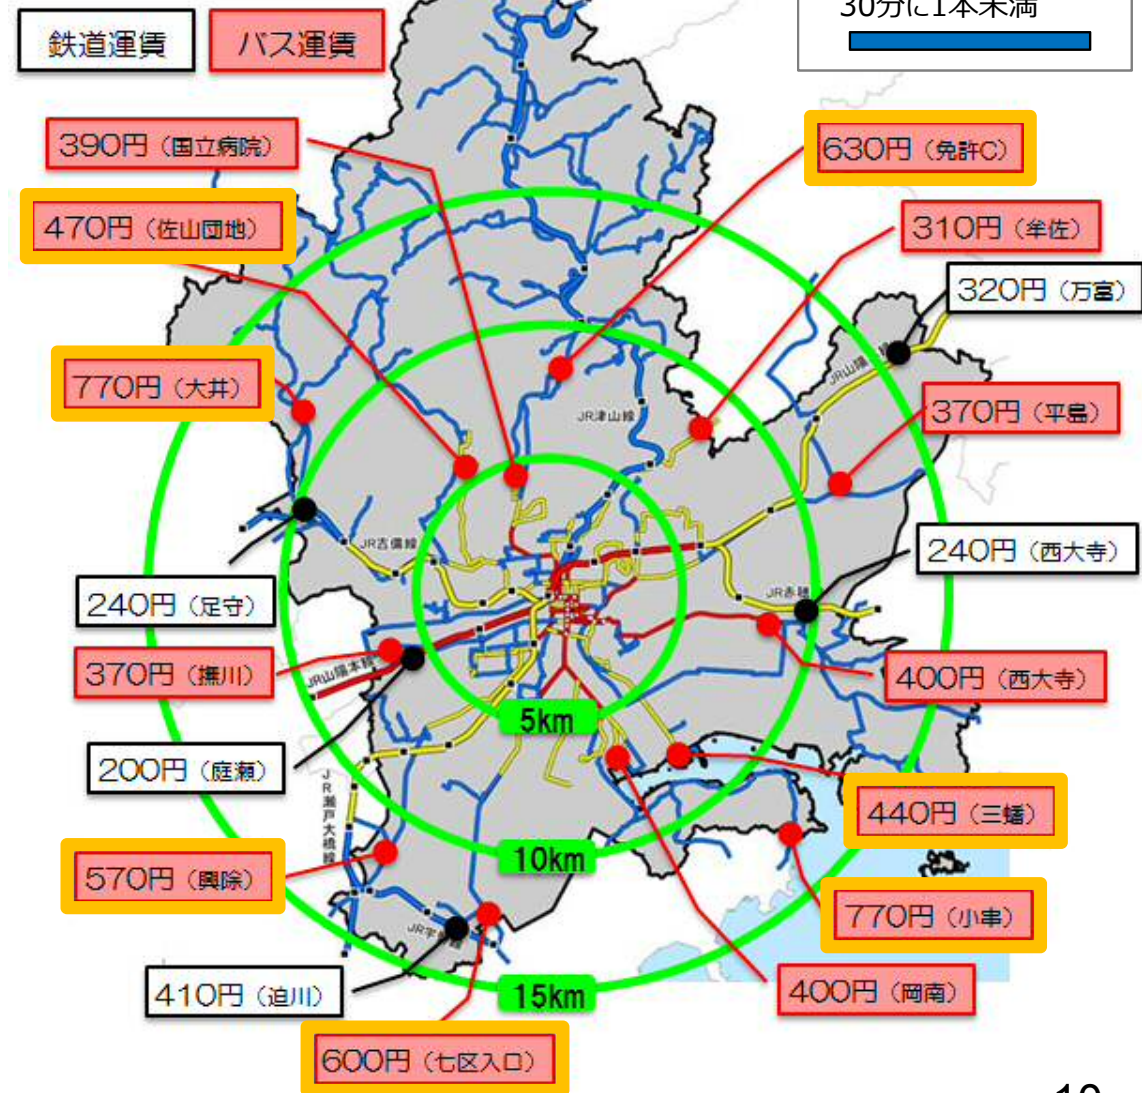 30分に1本未満
鉄道運賃
バス運賃
390円（国立病院）
630円（免許C）
470円（佐山団地）
310円（牟佐）
320円（万富）
JR山陽本線
770円（大井）
370円（平島）
JR津山線
240円（西大寺）
JR吉備線
JR赤穂
240円（足守）
370円（撫川）
JR山陽本線
400円（西大寺）
5km
200円（庭瀬）
JR瀬戸大橋線
440円（三蟠）
10km
570円（興除）
770円（小串）
JR宇野線
410円（迫川）
15km
400円（岡南）
600円（七区入口）